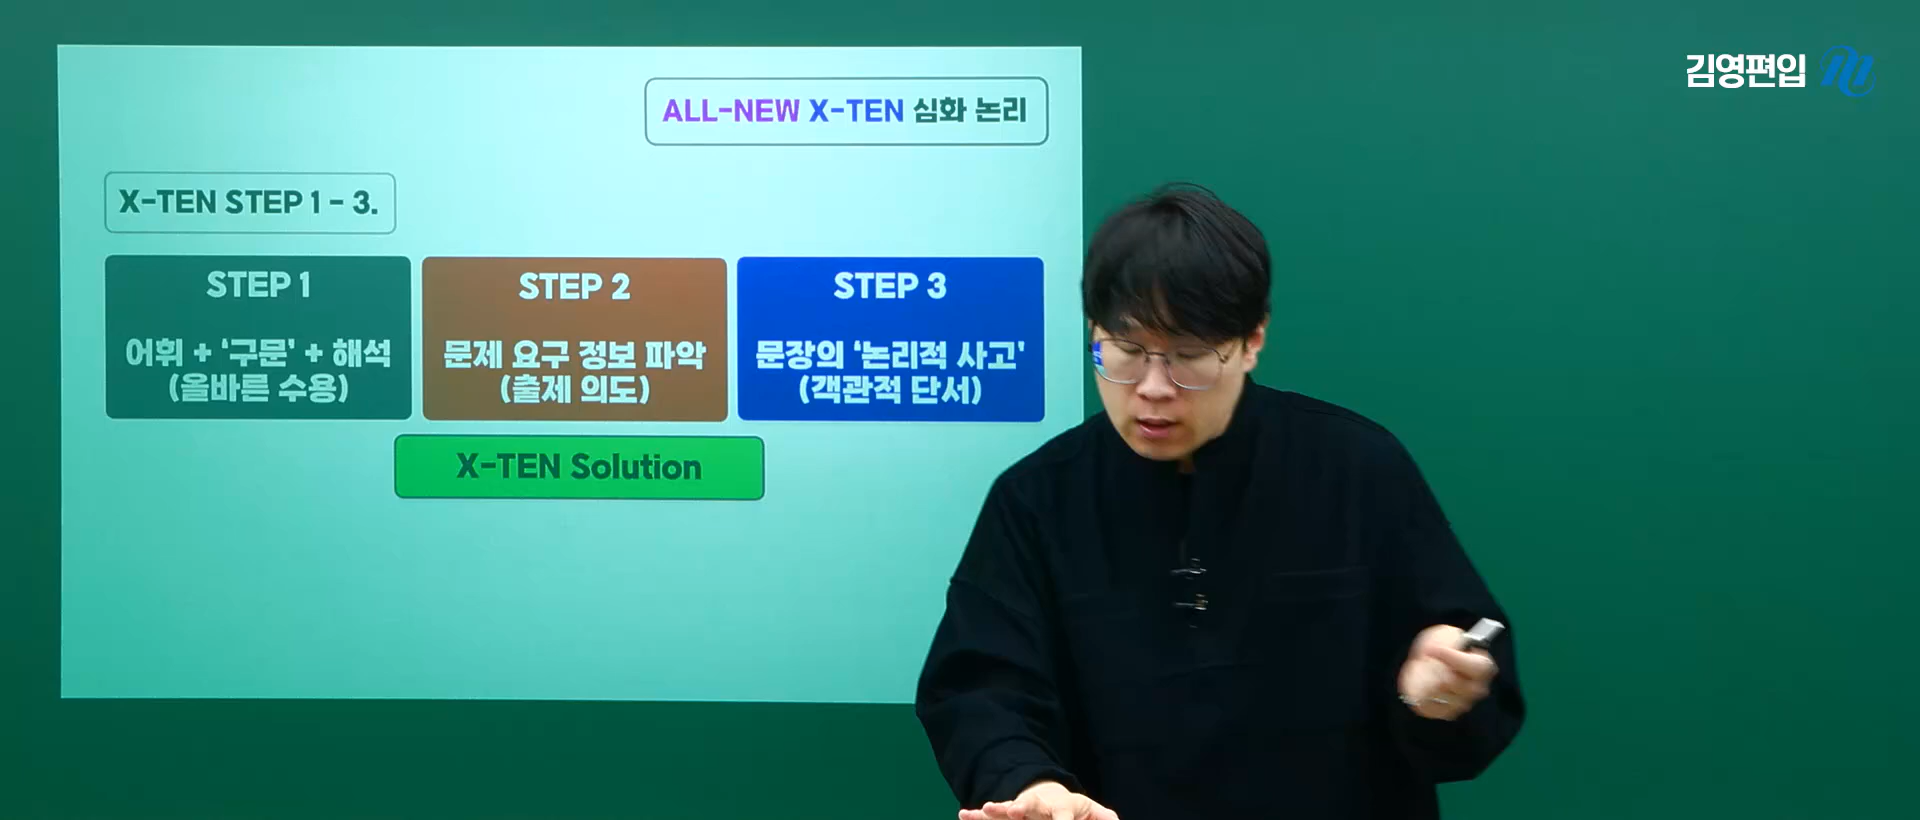 김영편입
ALL-NEW X-TEN 심화 논리
X-TEN STEP 1 - 3.
STEP 1
어휘 + '구문' + 해석
(올바른 수용)
STEP 2
문제 요구 정보 파악
(출제 의도)
STEP 3
문장의 '논리적 사고'
(객관적 단서)
X-TEN Solution